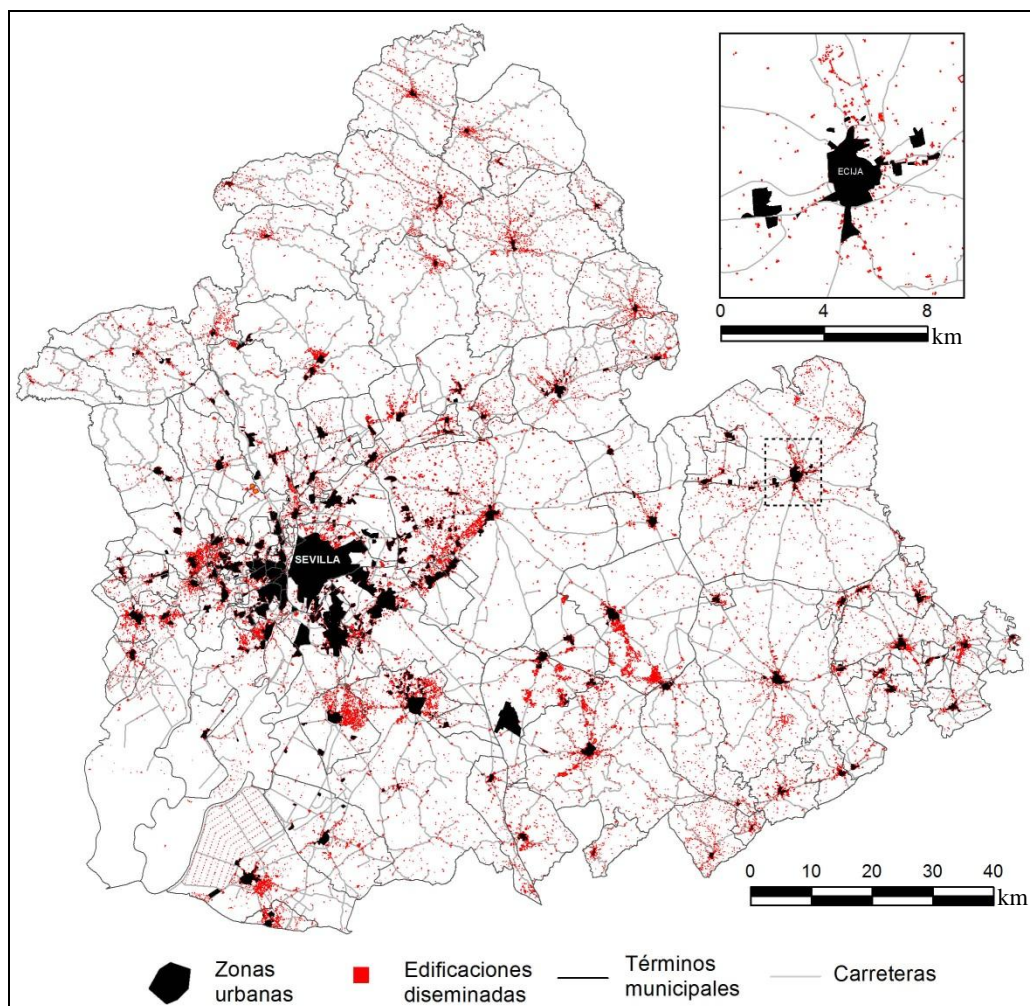 ECIJA
0 4 8
km
SEVILLA
0 10 20 30 40
km
Zonas
urbanas
Edificaciones
diseminadas
Términos
municipales
Carreteras